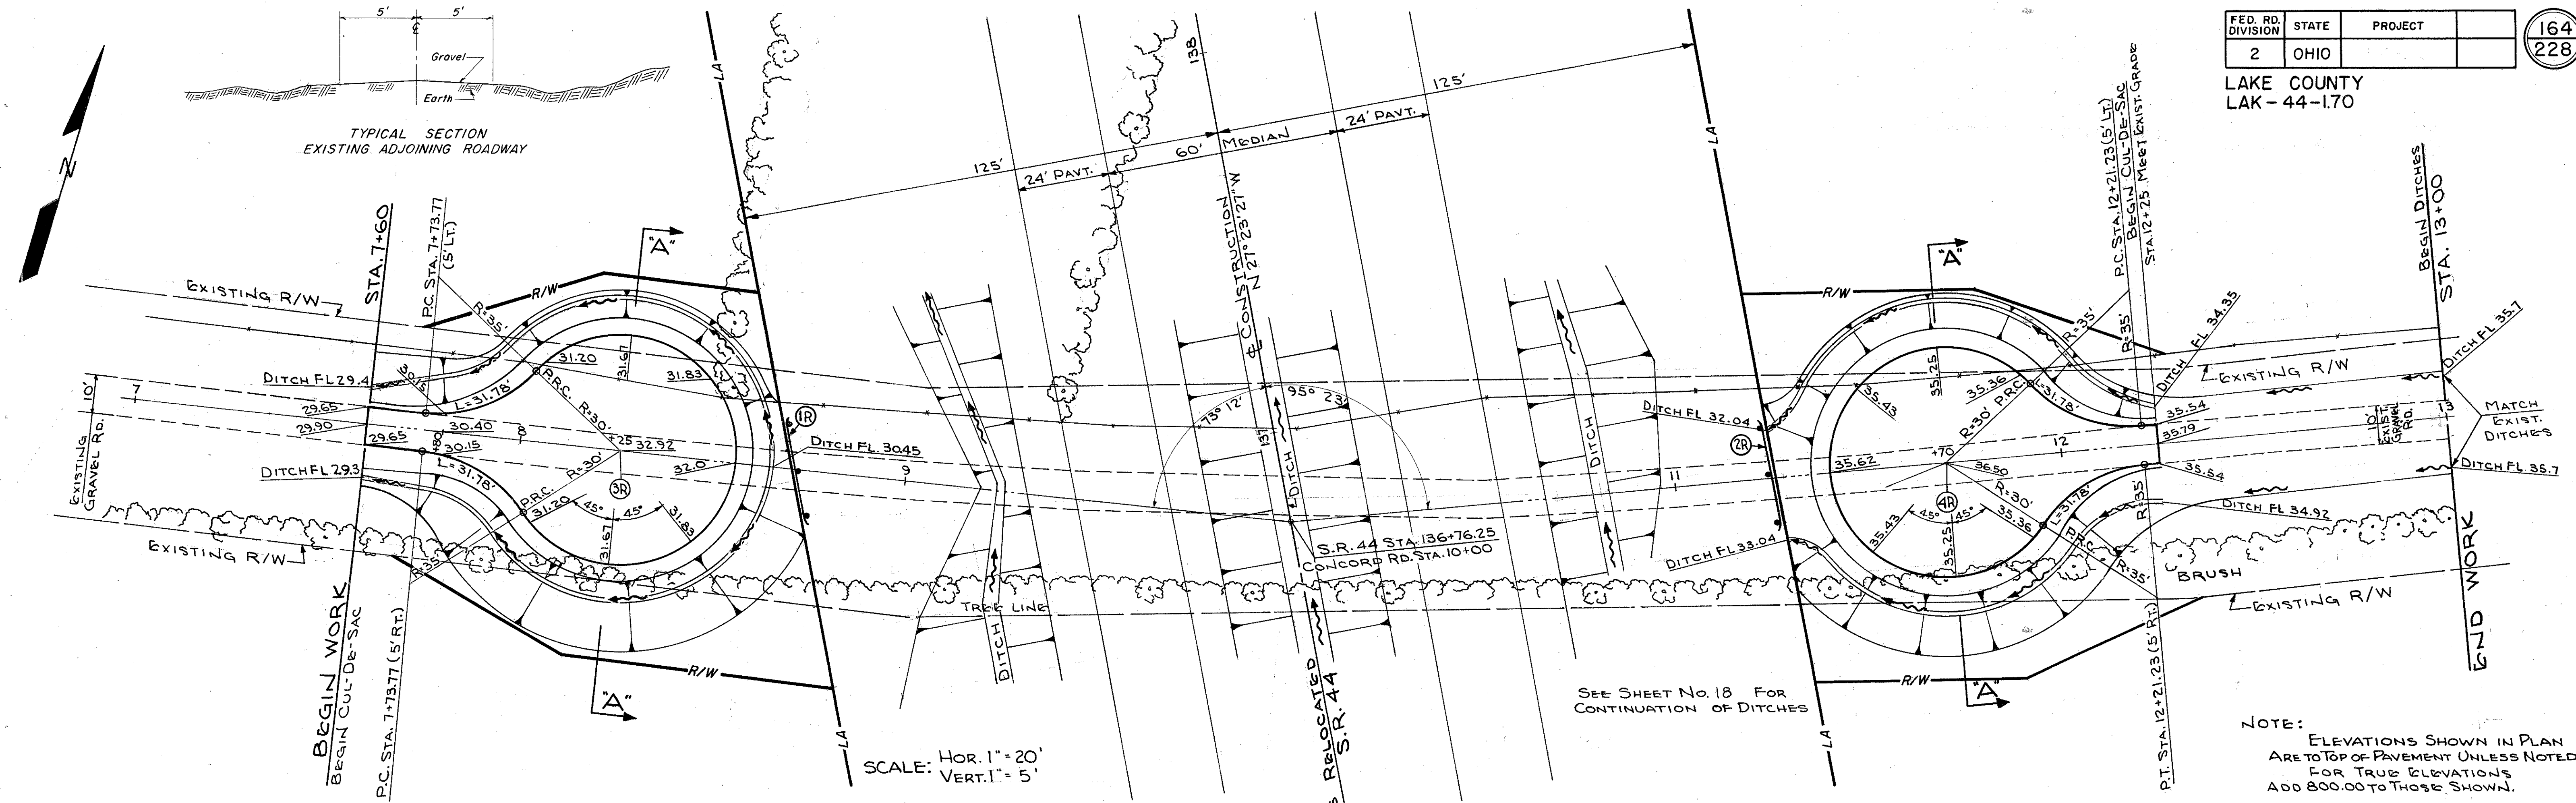 5' 5'
℄
Gravel
Earth
TYPICAL SECTION
EXISTING ADJOINING ROADWAY
N
FED. RD. DIVISION STATE PROJECT
2 OHIO
164
228
LAKE COUNTY
LAK-44-1.70
LA
LA
138
125'
125'
24' PAVT.
60' MEDIAN
24' PAVT.
℄ CONSTRUCTION
N 27° 23' 27" W
STA. 7+60
P.C. STA. 7+73.77
(5' LT.)
"A"
R/W
EXISTING R/W
R=35'
31.20
31.67
31.83
P.R.C.
DITCH FL 29.4
30.15
L=31.78'
R=30'
10'
7
29.65
29.90
30.40
8
29.65
+80
30.15
+25
32.92
32.0
1R
DITCH FL. 30.45
9
DITCH FL 29.3
L=31.78'
R=30'
3R
P.R.C.
31.20
45° 45°
31.67
31.83
R=35'
EXISTING
GRAVEL RD.
EXISTING R/W
BEGIN WORK
BEGIN CUL-DE-SAC
P.C. STA. 7+73.77 (5' RT.)
"A"
R/W
LA
TREE LINE
DITCH
73° 12'
95° 23'
137
DITCH
DITCH
S.R. 44 STA. 136+76.25
CONCORD RD. STA. 10+00
RELOCATED
S.R. 44
11
P.C. STA. 12+21.23 (5' LT.)
BEGIN CUL-DE-SAC
STA. 12+25 MEET EXIST. GRADE
BEGIN DITCHES
STA. 13+00
"A"
R/W
R=35'
R=35'
DITCH FL 34.35
DITCH FL 35.7
EXISTING R/W
35.25
35.36
35.43
P.R.C.
L=31.78'
R=30'
35.54
35.79
DITCH FL 32.04
2R
35.62
+70
36.50
12
10'
EXIST.
GRAVEL
RD.
13
MATCH
EXIST.
DITCHES
35.54
DITCH FL 35.7
4R
R=30'
45° 45°
35.43
35.25
35.36
L=31.78'
P.R.C.
R=35
R=35'
DITCH FL 34.92
DITCH FL 33.04
BRUSH
EXISTING R/W
R/W
"A"
LA
P.T. STA. 12+21.23 (5' RT.)
END WORK
SEE SHEET NO. 18 FOR
CONTINUATION OF DITCHES
SCALE: HOR. 1"=20'
VERT. 1"=5'
NOTE:
ELEVATIONS SHOWN IN PLAN
ARE TO TOP OF PAVEMENT UNLESS NOTED
FOR TRUE ELEVATIONS
ADD 800.00 TO THOSE SHOWN.